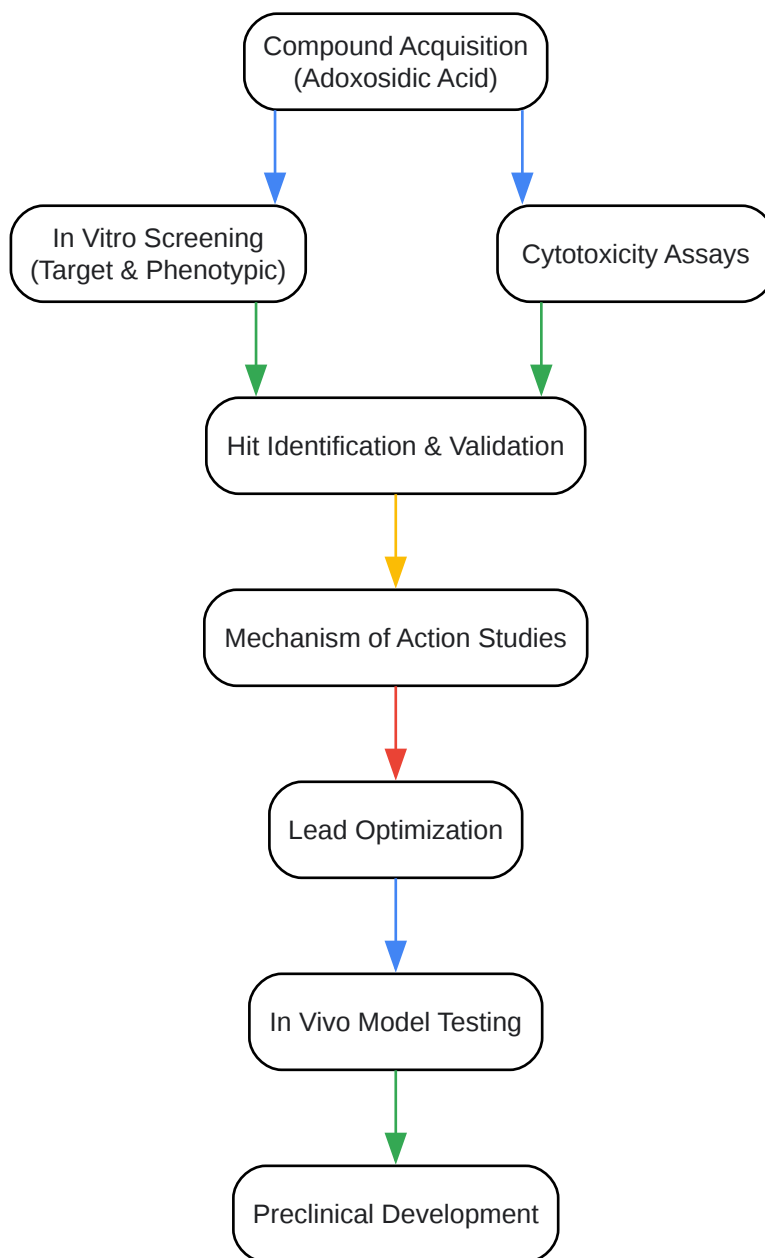 Compound Acquisition
(Adoxosidic Acid)
In Vitro Screening
(Target & Phenotypic)
Cytotoxicity Assays
Hit Identification & Validation
Mechanism of Action Studies
Lead Optimization
In Vivo Model Testing
Preclinical Development